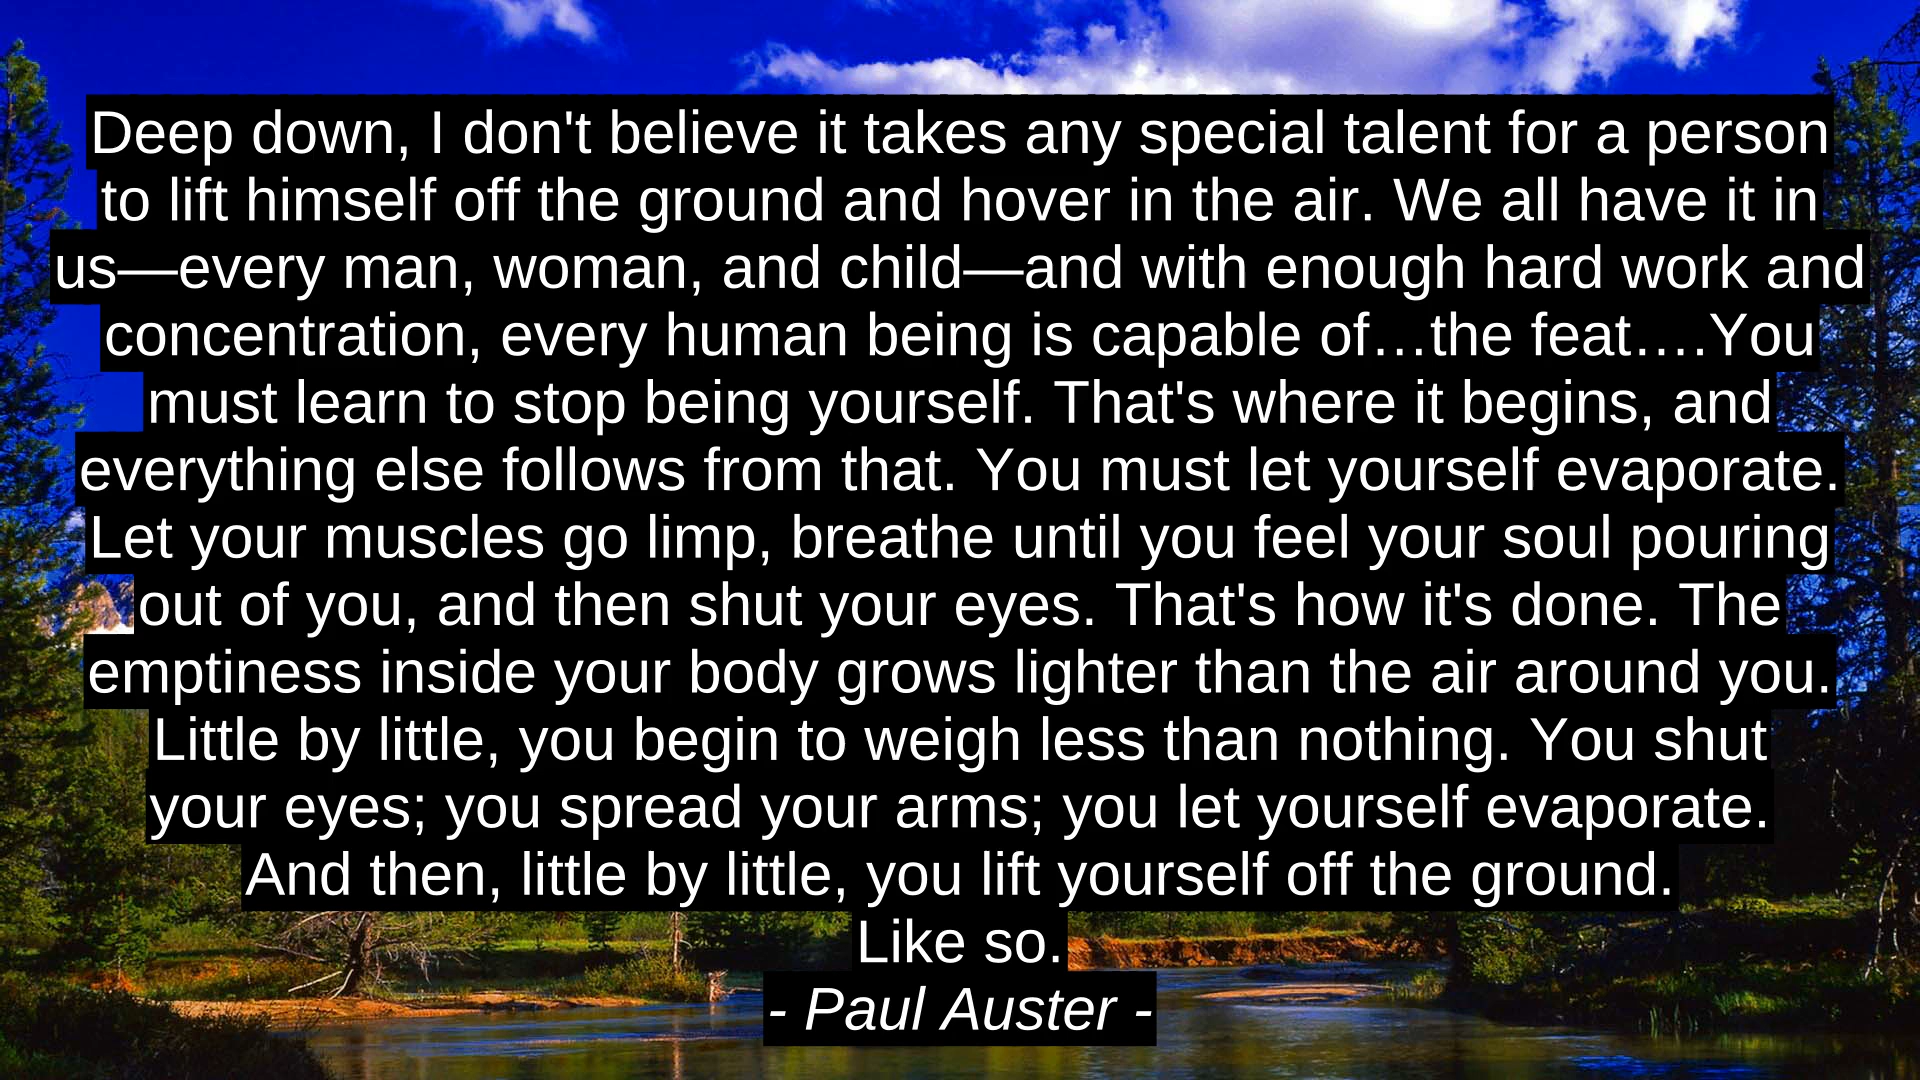 Deep down, I don't believe it takes any special talent for a person
to lift himself off the ground and hover in the air. We all have it in
us—every man, woman, and child—and with enough hard work and
concentration, every human being is capable of…the feat….You
must learn to stop being yourself. That's where it begins, and
everything else follows from that. You must let yourself evaporate.
Let your muscles go limp, breathe until you feel your soul pouring
out of you, and then shut your eyes. That's how it's done. The
emptiness inside your body grows lighter than the air around you.
Little by little, you begin to weigh less than nothing. You shut
your eyes; you spread your arms; you let yourself evaporate.
And then, little by little, you lift yourself off the ground.
Like so.
- Paul Auster -